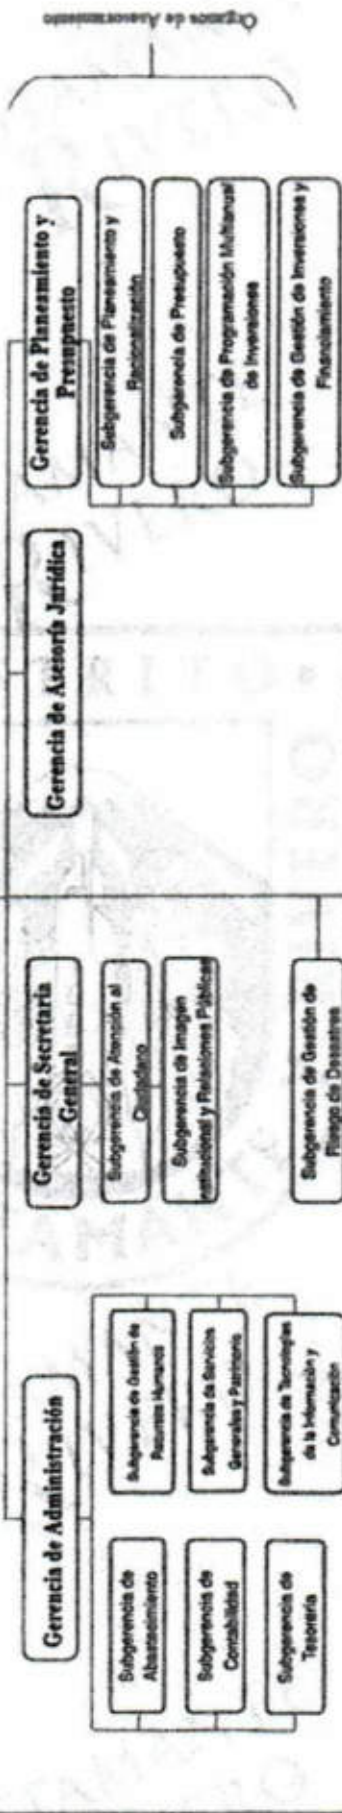 Órganos de Asesoramiento
Gerencia de Administración
Subgerencia de
Abastecimiento
Subgerencia de
Contabilidad
Subgerencia de
Tesorería
Subgerencia de Gestión de
Recursos Humanos
Subgerencia de Servicios
Generales y Patrimonio
Subgerencia de Tecnologías
de la Información y
Comunicación
Gerencia de Secretaria
General
Subgerencia de Atención al
Ciudadano
Subgerencia de Imagen
Institucional y Relaciones Públicas
Subgerencia de Gestión de
Riesgo de Desastres
Gerencia de Asesoría Jurídica
Gerencia de Planeamiento y
Presupuesto
Subgerencia de Planeamiento y
Racionalización
Subgerencia de Presupuesto
Subgerencia de Programación Multianual
de Inversiones
Subgerencia de Gestión de Inversiones y
Financiamiento